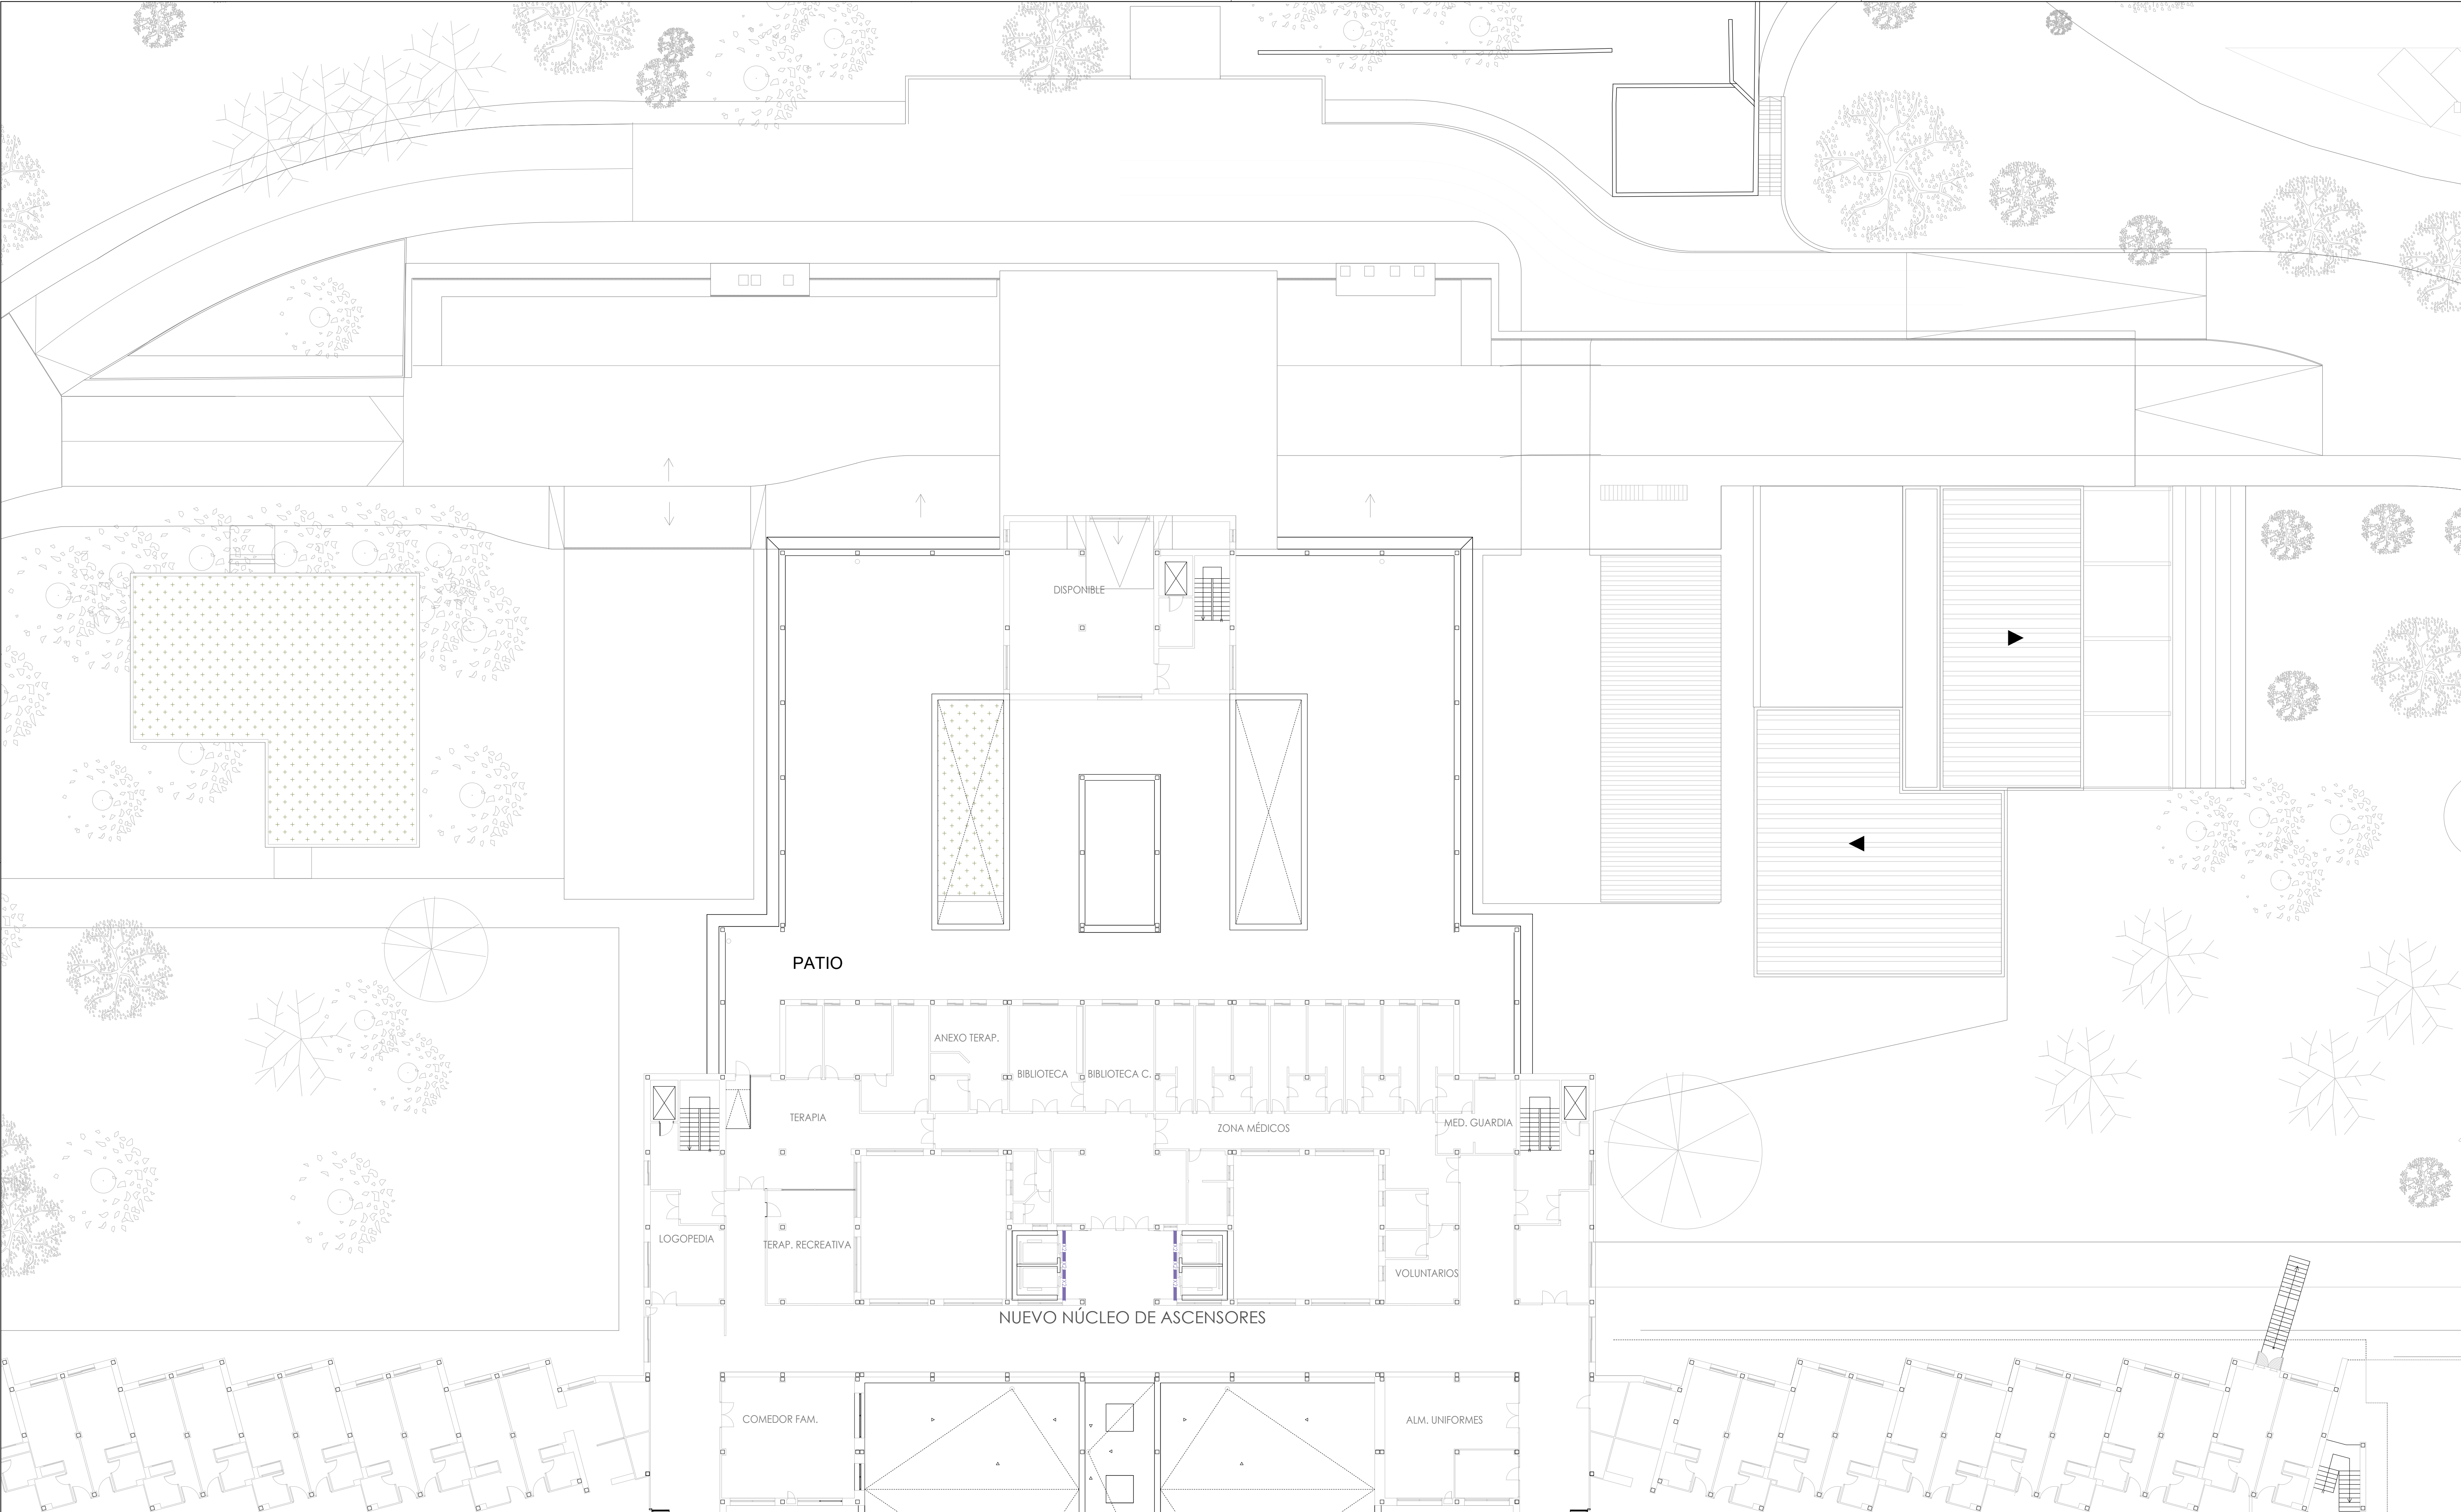 DISPONIBLE
PATIO
ANEXO TERAP.
BIBLIOTECA
BIBLIOTECA C.
TERAPIA
ZONA MÉDICOS
MED. GUARDIA
LOGOPEDIA
TERAP. RECREATIVA
VOLUNTARIOS
NUEVO NÚCLEO DE ASCENSORES
COMEDOR FAM.
ALM. UNIFORMES